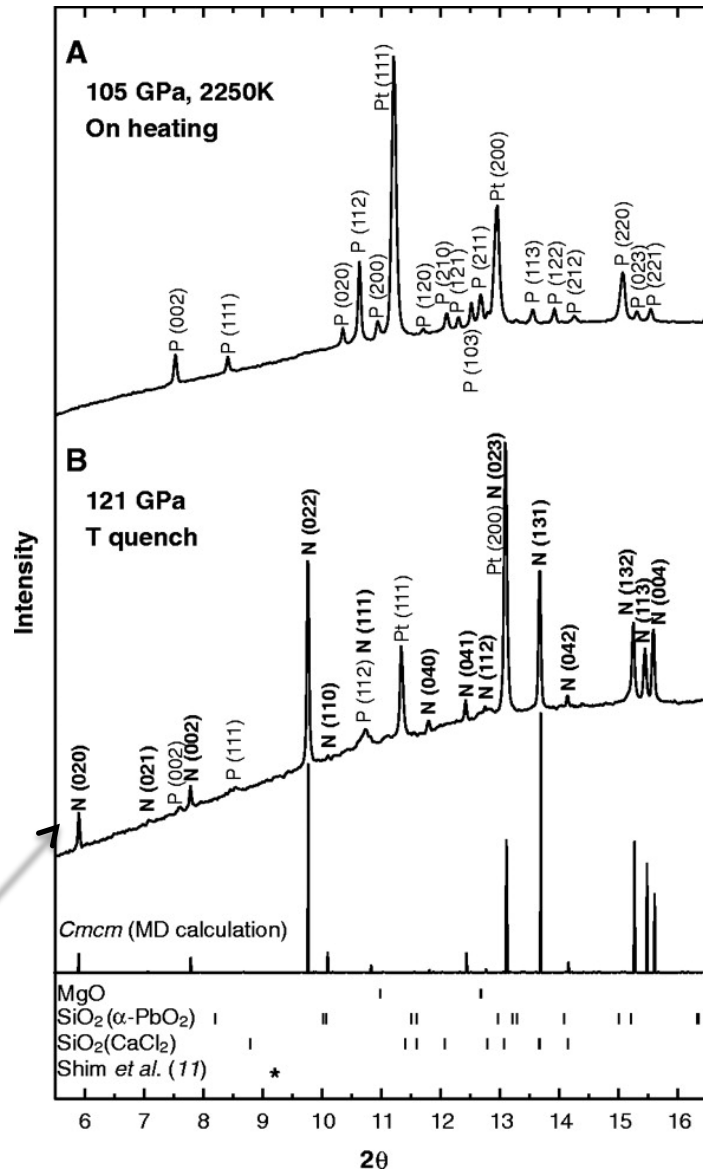 A
105 GPa, 2250K
On heating
P (002)
P (111)
P (020)
P (112)
P (200)
Pt (111)
P (120)
P (210)
P (121)
P (103)
P (211)
Pt (200)
P (113)
P (122)
P (212)
P (220)
P (023)
P (221)
B
121 GPa
T quench
N (020)
N (021)
P (002)
N (002)
P (111)
N (022)
N (110)
P (112) N (111)
Pt (111)
N (040)
N (041)
N (112)
Pt (200) N (023)
N (131)
N (042)
N (132)
N (113)
N (004)
Intensity
Cmcm (MD calculation)
MgO
SiO₂ (α-PbO₂)
SiO₂(CaCl₂)
Shim et al. (11) *
6 7 8 9 10 11 12 13 14 15 16
2θ